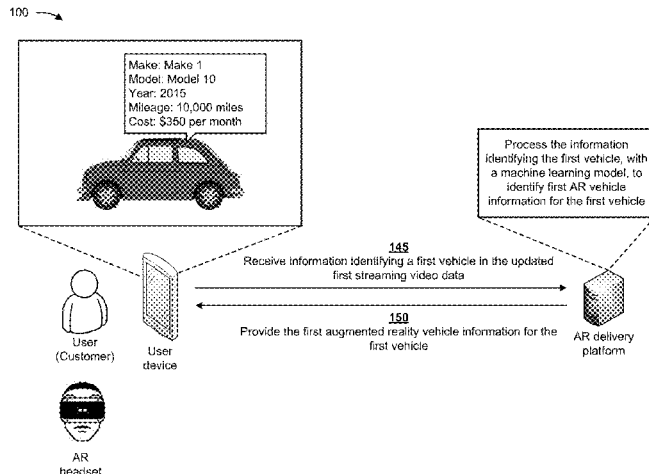 100
Make: Make 1
Model: Model 10
Year: 2015
Mileage: 10,000 miles
Cost: $350 per month
Process the information
identifying the first vehicle, with
a machine learning model, to
identify first AR vehicle
information for the first vehicle
145
Receive information identifying a first vehicle in the updated
first streaming video data
150
Provide the first augmented reality vehicle information for the
first vehicle
User
(Customer)
User
device
AR delivery
platform
AR
headset